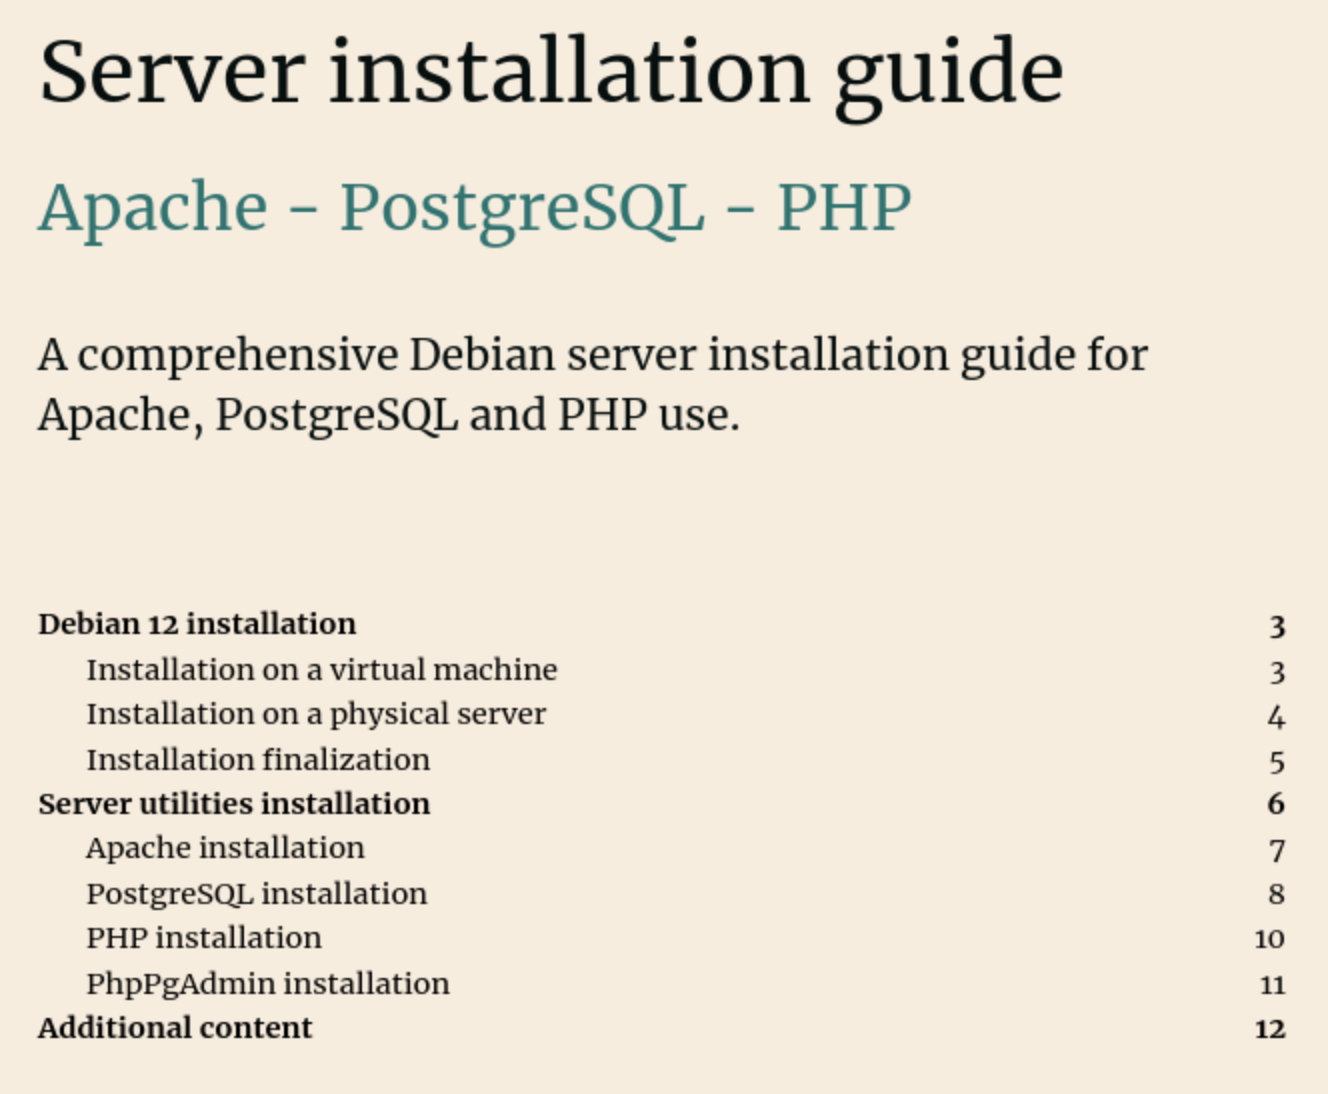 Server installation guide
Apache - PostgreSQL - PHP
A comprehensive Debian server installation guide for
Apache, PostgreSQL and PHP use.
Debian 12 installation 3
Installation on a virtual machine 3
Installation on a physical server 4
Installation finalization 5
Server utilities installation 6
Apache installation 7
PostgreSQL installation 8
PHP installation 10
PhpPgAdmin installation 11
Additional content 12